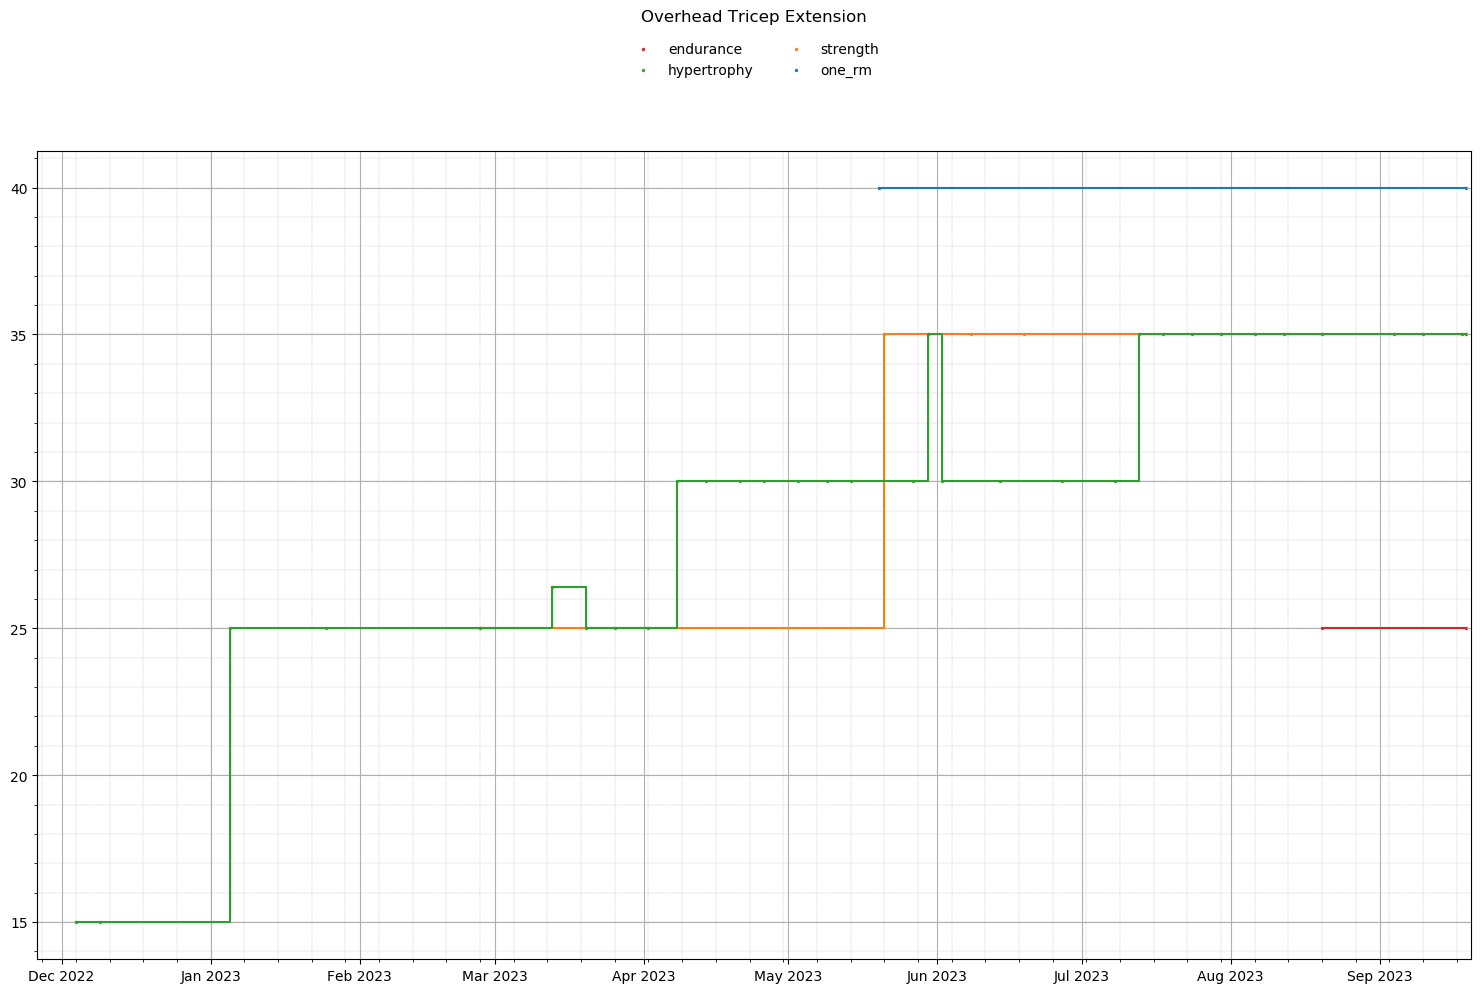 Overhead Tricep Extension
endurance strength
hypertrophy one_rm
40
35
30
25
20
15
Dec 2022 Jan 2023 Feb 2023 Mar 2023 Apr 2023 May 2023 Jun 2023 Jul 2023 Aug 2023 Sep 2023